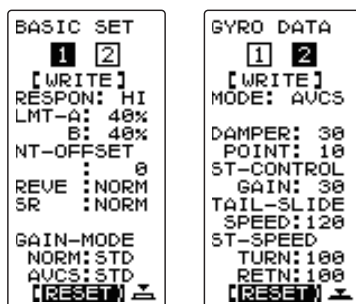 BASIC SET
1 2
[WRITE]
RESPON: HI
LMT-A: 40%
B: 40%
NT-OFFSET
: 0
REVE :NORM
SR :NORM
GAIN-MODE
NORM:STD
AVCS:STD
[RESET]
GYRO DATA
1 2
[WRITE]
MODE: AVCS
DAMPER: 30
POINT: 10
ST-CONTROL
GAIN: 30
TAIL-SLIDE
SPEED:120
ST-SPEED
TURN:100
RETN:100
[RESET]